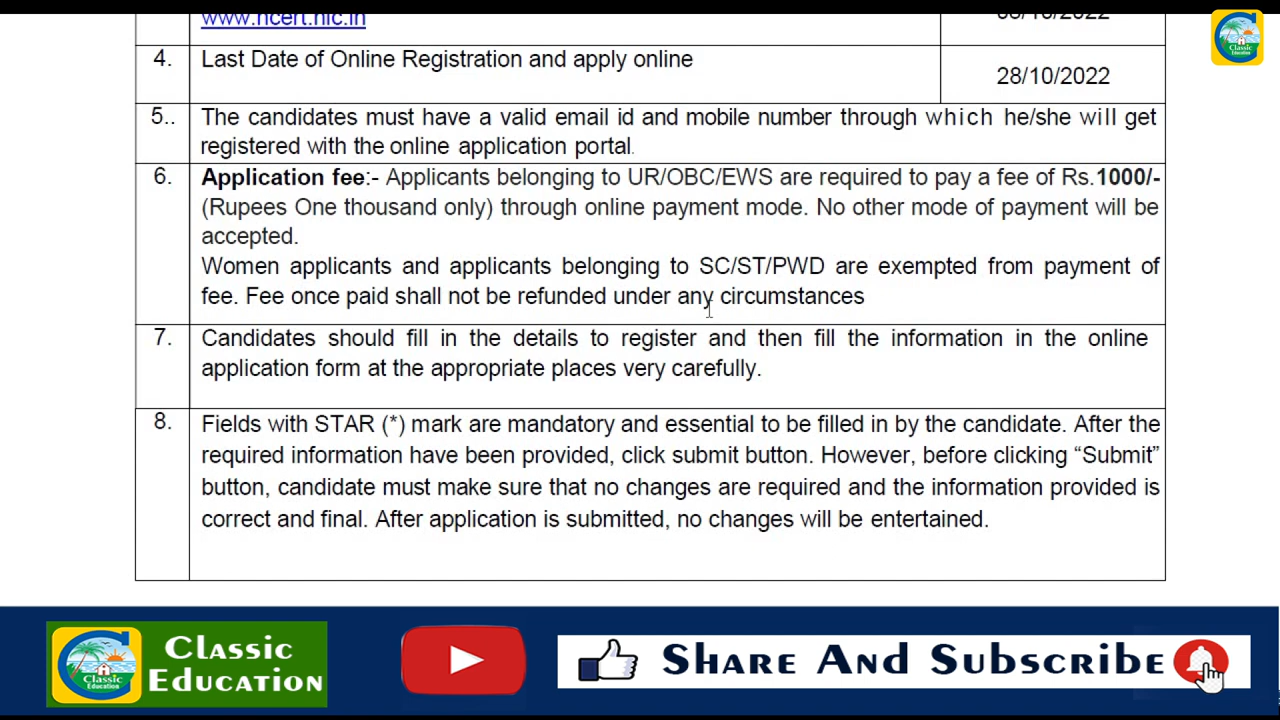 www.ncert.nic.in
4. Last Date of Online Registration and apply online
28/10/2022
5.. The candidates must have a valid email id and mobile number through which he/she will get
registered with the online application portal.
6. Application fee:- Applicants belonging to UR/OBC/EWS are required to pay a fee of Rs.1000/-
(Rupees One thousand only) through online payment mode. No other mode of payment will be
accepted.
Women applicants and applicants belonging to SC/ST/PWD are exempted from payment of
fee. Fee once paid shall not be refunded under any circumstances
7. Candidates should fill in the details to register and then fill the information in the online
application form at the appropriate places very carefully.
8. Fields with STAR (*) mark are mandatory and essential to be filled in by the candidate. After the
required information have been provided, click submit button. However, before clicking “Submit”
button, candidate must make sure that no changes are required and the information provided is
correct and final. After application is submitted, no changes will be entertained.
Classic
Education
Classic
Education
Classic
Education
Share And Subscribe